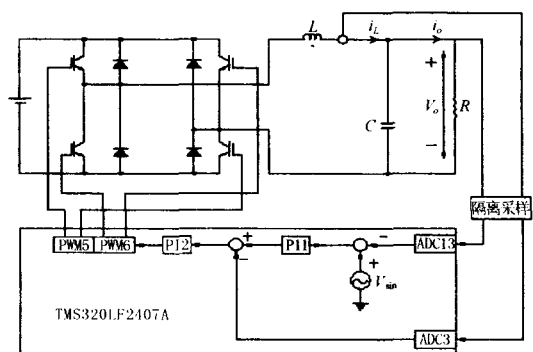 L
i_L
i_o
+
V_o
R
C
−
隔离采样
PWM5
PWM6
PI2
+
−
PI1
−
ADC13
+
V_sin
TMS320LF2407A
ADC3